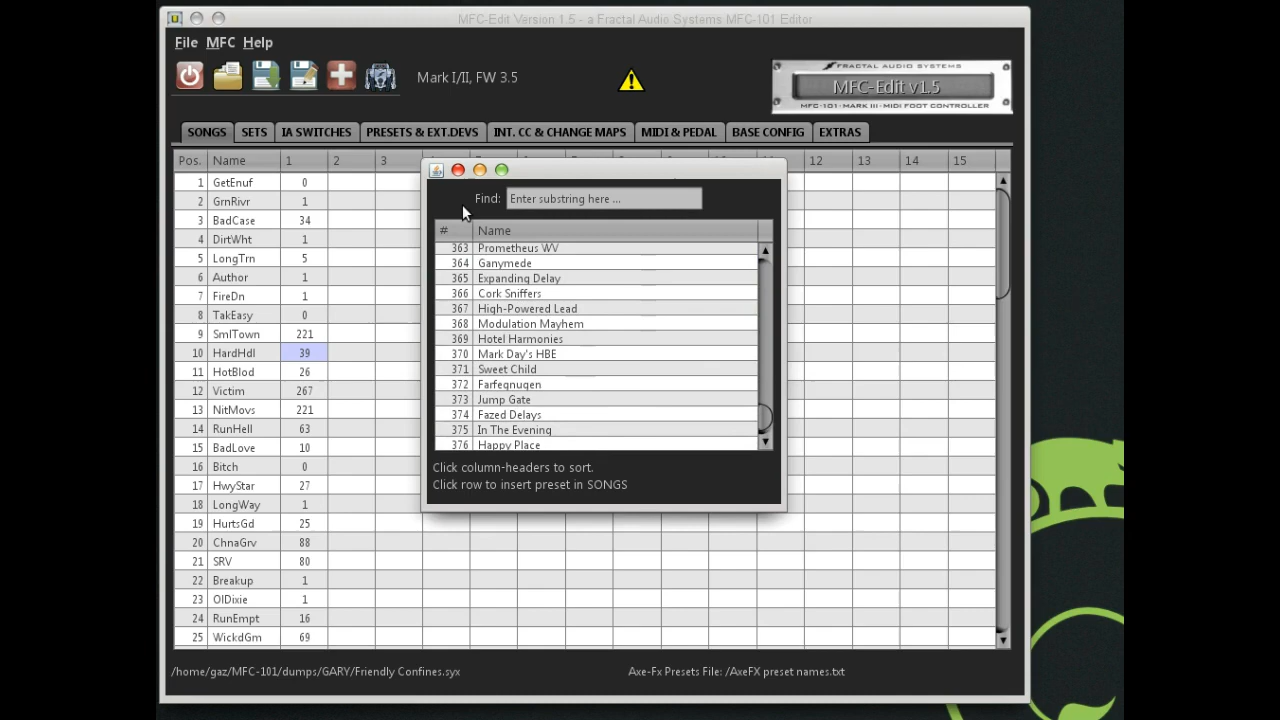 MFC-Edit Version 1.5 - a Fractal Audio Systems MFC-101 Editor
File MFC Help
Mark I/II, FW 3.5
FRACTAL AUDIO SYSTEMS
MFC-Edit v1.5
MFC-101 - MARK III - MIDI FOOT CONTROLLER
SONGS SETS IA SWITCHES PRESETS & EXT.DEVS INT. CC & CHANGE MAPS MIDI & PEDAL BASE CONFIG EXTRAS
Pos. Name 1 2 3 12 13 14 15
1 GetEnuf 0
2 GrnRivr 1
3 BadCase 34
4 DirtWht 1
5 LongTrn 5
6 Author 1
7 FireDn 1
8 TakEasy 0
9 SmlTown 221
10 HardHdl 39
11 HotBlod 26
12 Victim 267
13 NitMovs 221
14 RunHell 63
15 BadLove 10
16 Bitch 0
17 HwyStar 27
18 LongWay 1
19 HurtsGd 25
20 ChnaGrv 88
21 SRV 80
22 Breakup 1
23 OlDixie 1
24 RunEmpt 16
25 WickdGm 69
Find: Enter substring here ...
# Name
363 Prometheus WV
364 Ganymede
365 Expanding Delay
366 Cork Sniffers
367 High-Powered Lead
368 Modulation Mayhem
369 Hotel Harmonies
370 Mark Day's HBE
371 Sweet Child
372 Farfegnugen
373 Jump Gate
374 Fazed Delays
375 In The Evening
376 Happy Place
Click column-headers to sort.
Click row to insert preset in SONGS
/home/gaz/MFC-101/dumps/GARY/Friendly Confines.syx
Axe-Fx Presets File: /AxeFX preset names.txt